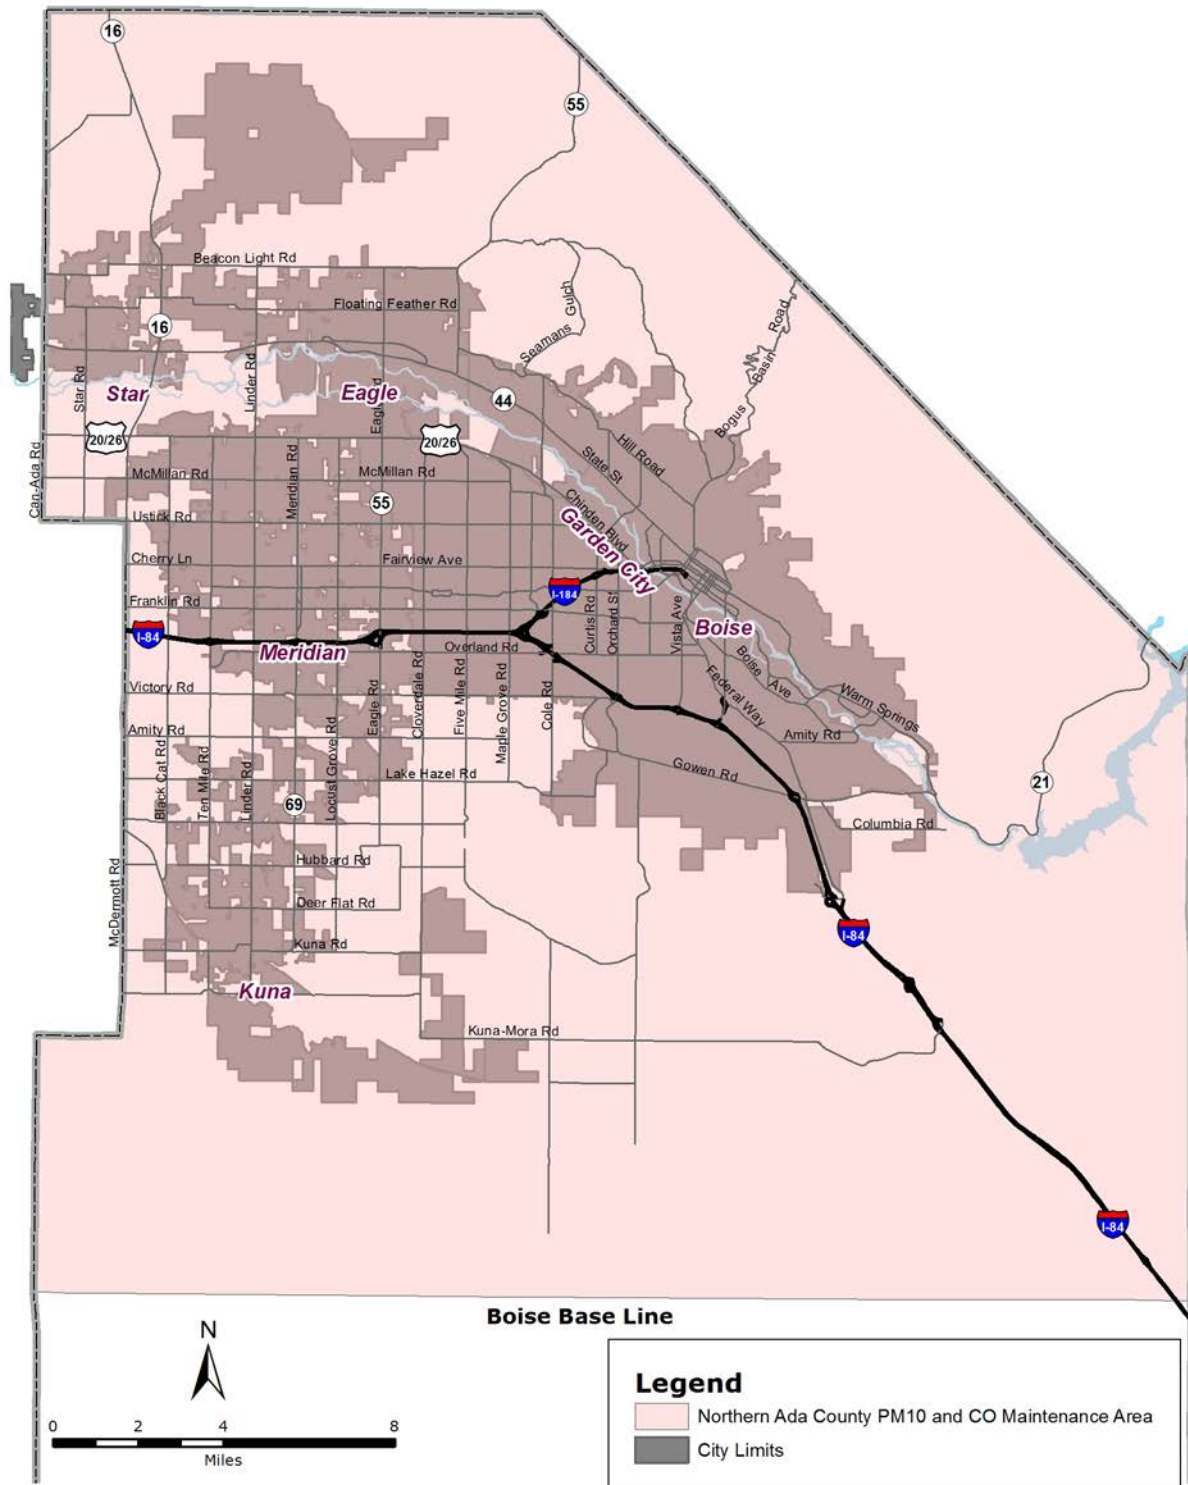 16
55
Beacon Light Rd
Floating Feather Rd
Seamans Gulch
Bogus Basin Road
16
Star Rd
Linder Rd
Star
Eagle
Eagle Rd
44
20/26
20/26
Hill Road
State St
Can-Ada Rd
McMillan Rd
McMillan Rd
Meridian Rd
55
Chinden Blvd
Ustick Rd
Garden City
Cherry Ln
Fairview Ave
I-184
Franklin Rd
Curtis Rd
Orchard St
Vista Ave
Boise
I-84
Meridian
Overland Rd
Boise Ave
Victory Rd
Eagle Rd
Cloverdale Rd
Five Mile Rd
Maple Grove Rd
Cole Rd
Federal Way
Warm Springs
Amity Rd
Amity Rd
Black Cat Rd
Ten Mile Rd
Linder Rd
Locust Grove Rd
Lake Hazel Rd
Gowen Rd
69
21
Columbia Rd
Hubbard Rd
McDermott Rd
Deer Flat Rd
I-84
Kuna Rd
Kuna
Kuna-Mora Rd
I-84
Boise Base Line
N
0 2 4 8
Miles
Legend
Northern Ada County PM10 and CO Maintenance Area
City Limits